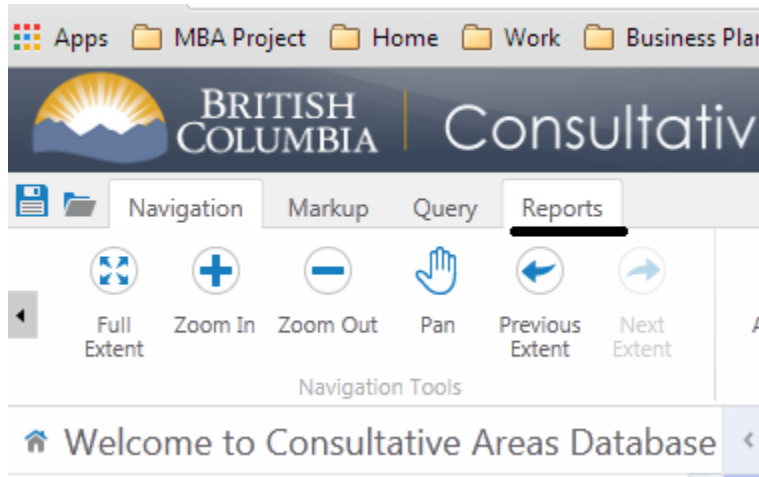 Apps MBA Project Home Work Business Plan
BRITISH
COLUMBIA
Consultativ
Navigation Markup Query Reports
Full Zoom In Zoom Out Pan Previous Next A
Extent Extent Extent
Navigation Tools
Welcome to Consultative Areas Database